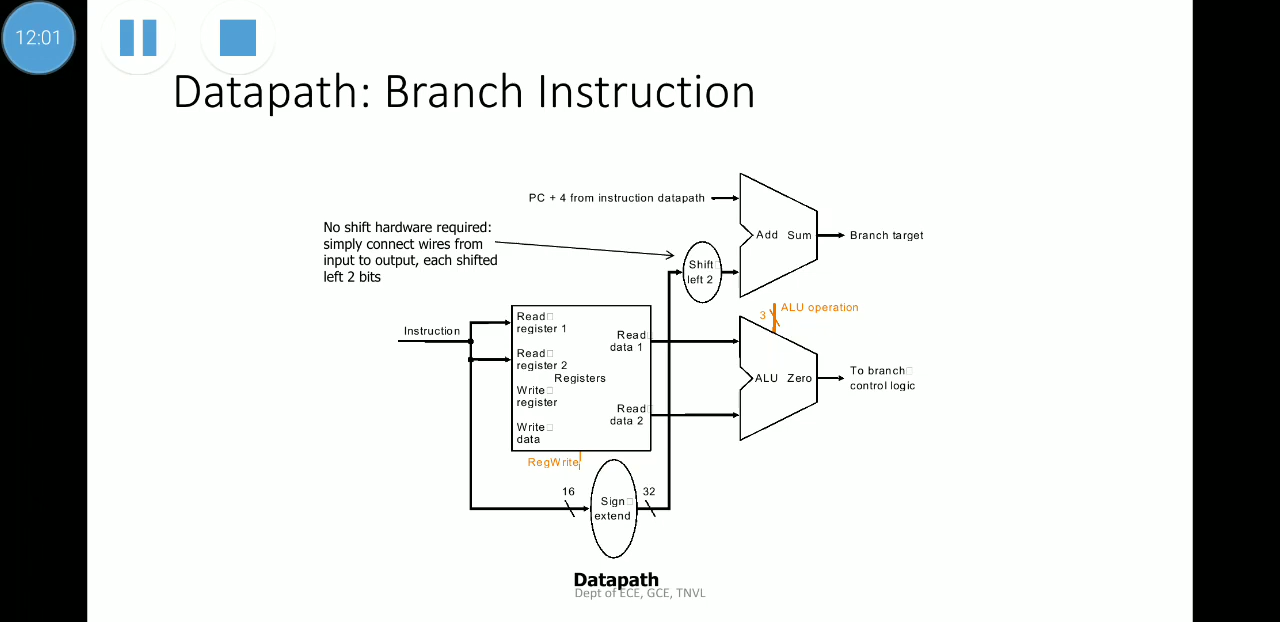 12:01
Datapath: Branch Instruction
PC + 4 from instruction datapath
No shift hardware required:
simply connect wires from
input to output, each shifted
left 2 bits
Shift
left 2
Add Sum
Branch target
ALU operation
3
Instruction
Read
register 1
Read
register 2
Registers
Write
register
Write
data
Read
data 1
Read
data 2
ALU Zero
To branch
control logic
RegWrite
16
Sign
extend
32
Datapath
Dept of ECE, GCE, TNVL